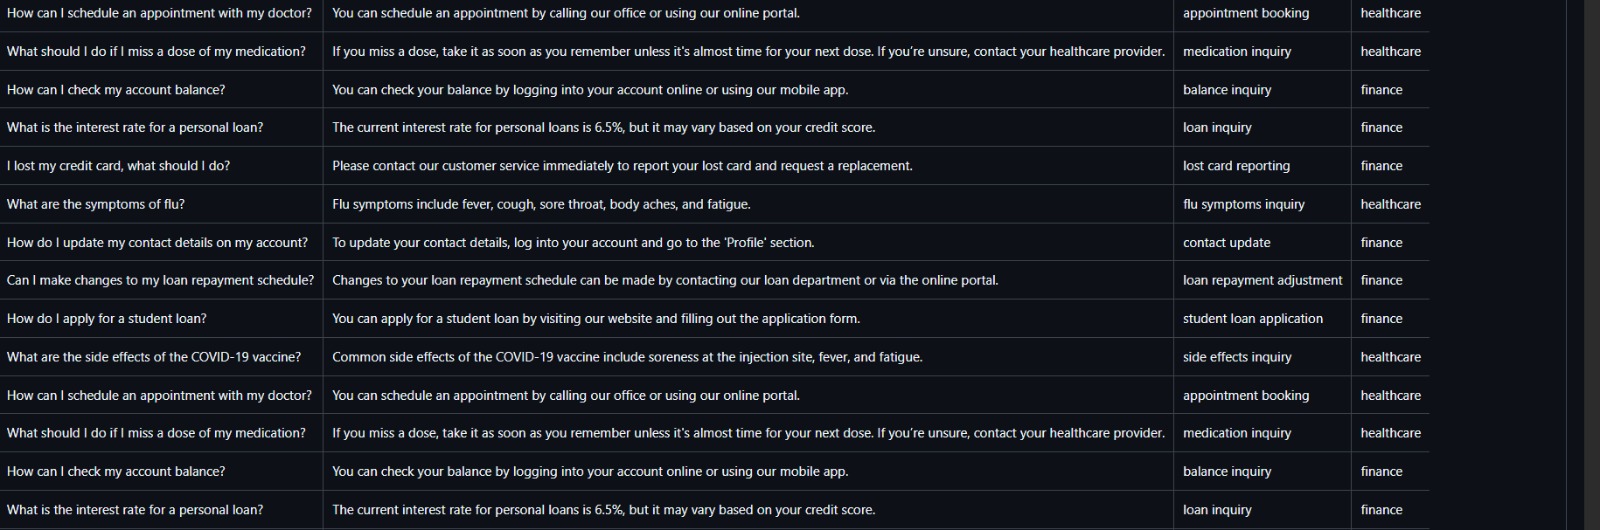 How can I schedule an appointment with my doctor? You can schedule an appointment by calling our office or using our online portal. appointment booking healthcare
What should I do if I miss a dose of my medication? If you miss a dose, take it as soon as you remember unless it's almost time for your next dose. If you're unsure, contact your healthcare provider. medication inquiry healthcare
How can I check my account balance? You can check your balance by logging into your account online or using our mobile app. balance inquiry finance
What is the interest rate for a personal loan? The current interest rate for personal loans is 6.5%, but it may vary based on your credit score. loan inquiry finance
I lost my credit card, what should I do? Please contact our customer service immediately to report your lost card and request a replacement. lost card reporting finance
What are the symptoms of flu? Flu symptoms include fever, cough, sore throat, body aches, and fatigue. flu symptoms inquiry healthcare
How do I update my contact details on my account? To update your contact details, log into your account and go to the 'Profile' section. contact update finance
Can I make changes to my loan repayment schedule? Changes to your loan repayment schedule can be made by contacting our loan department or via the online portal. loan repayment adjustment finance
How do I apply for a student loan? You can apply for a student loan by visiting our website and filling out the application form. student loan application finance
What are the side effects of the COVID-19 vaccine? Common side effects of the COVID-19 vaccine include soreness at the injection site, fever, and fatigue. side effects inquiry healthcare
How can I schedule an appointment with my doctor? You can schedule an appointment by calling our office or using our online portal. appointment booking healthcare
What should I do if I miss a dose of my medication? If you miss a dose, take it as soon as you remember unless it's almost time for your next dose. If you're unsure, contact your healthcare provider. medication inquiry healthcare
How can I check my account balance? You can check your balance by logging into your account online or using our mobile app. balance inquiry finance
What is the interest rate for a personal loan? The current interest rate for personal loans is 6.5%, but it may vary based on your credit score. loan inquiry finance